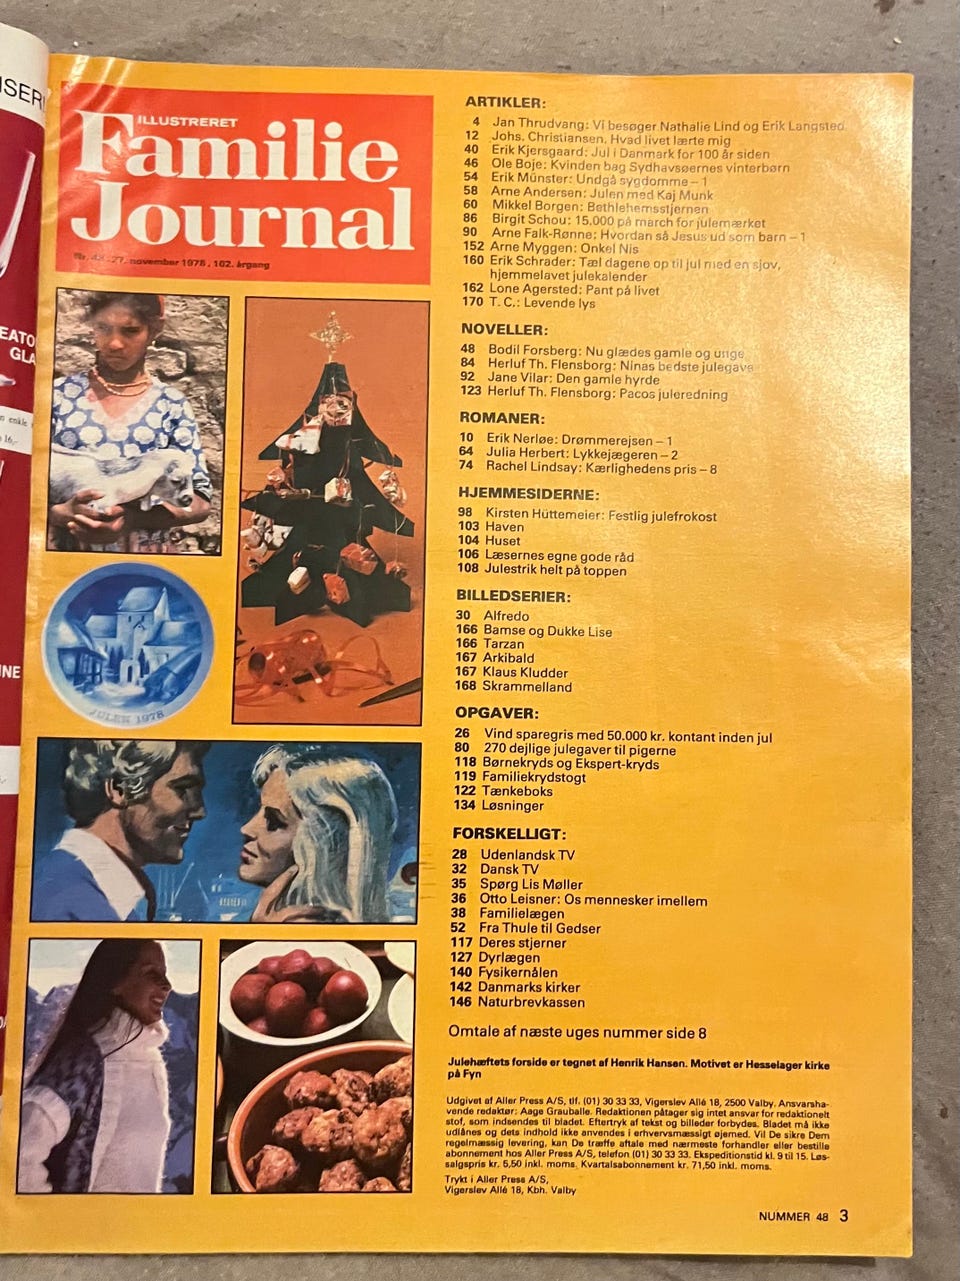 ILLUSTRERET
Familie
Journal
Nr. 48. 27. november 1978. 102. årgang
JULEN 1978
ARTIKLER:
4 Jan Thrudvang: Vi besøger Nathalie Lind og Erik Langsted
12 Johs. Christiansen, Hvad livet lærte mig
40 Erik Kjersgaard: Jul i Danmark for 100 år siden
46 Ole Boje: Kvinden bag Sydhavsøernes vinterbørn
54 Erik Münster: Undgå sygdomme – 1
58 Arne Andersen: Julen med Kaj Munk
60 Mikkel Borgen: Bethlehemsstjernen
86 Birgit Schou: 15.000 på march for julemærket
90 Arne Falk-Rønne: Hvordan så Jesus ud som barn – 1
152 Arne Myggen: Onkel Nis
160 Erik Schrader: Tæl dagene op til jul med en sjov,
hjemmelavet julekalender
162 Lone Agersted: Pant på livet
170 T. C.: Levende lys
NOVELLER:
48 Bodil Forsberg: Nu glædes gamle og unge
84 Herluf Th. Flensborg: Ninas bedste julegave
92 Jane Vilar: Den gamle hyrde
123 Herluf Th. Flensborg: Pacos juleredning
ROMANER:
10 Erik Nerløe: Drømmerejsen – 1
64 Julia Herbert: Lykkejægeren – 2
74 Rachel Lindsay: Kærlighedens pris – 8
HJEMMESIDERNE:
98 Kirsten Hüttemeier: Festlig julefrokost
103 Haven
104 Huset
106 Læsernes egne gode råd
108 Julestrik helt på toppen
BILLEDSERIER:
30 Alfredo
166 Bamse og Dukke Lise
166 Tarzan
167 Arkibald
167 Klaus Kludder
168 Skrammelland
OPGAVER:
26 Vind sparegris med 50.000 kr. kontant inden jul
80 270 dejlige julegaver til pigerne
118 Børnekryds og Ekspert-kryds
119 Familiekrydstogt
122 Tænkeboks
134 Løsninger
FORSKELLIGT:
28 Udenlandsk TV
32 Dansk TV
35 Spørg Lis Møller
36 Otto Leisner: Os mennesker imellem
38 Familielægen
52 Fra Thule til Gedser
117 Deres stjerner
127 Dyrlægen
140 Fysikernålen
142 Danmarks kirker
146 Naturbrevkassen
Omtale af næste uges nummer side 8
Julehæftets forside er tegnet af Henrik Hansen. Motivet er Hesselager kirke
på Fyn
Udgivet af Aller Press A/S, tlf. (01) 30 33 33, Vigerslev Allé 18, 2500 Valby. Ansvarsha-
vende redaktør: Aage Grauballe. Redaktionen påtager sig intet ansvar for redaktionelt
stof, som indsendes til bladet. Eftertryk af tekst og billeder forbydes. Bladet må ikke
udlånes og dets indhold ikke anvendes i erhvervsmæssigt øjemed. Vil De sikre Dem
regelmæssig levering, kan De træffe aftale med nærmeste forhandler eller bestille
abonnement hos Aller Press A/S, telefon (01) 30 33 33. Ekspeditionstid kl. 9 til 15. Løs-
salgspris kr. 5,50 inkl. moms. Kvartalsabonnement kr. 71,50 inkl. moms.
Trykt i Aller Press A/S,
Vigerslev Allé 18, Kbh. Valby
NUMMER 48 3